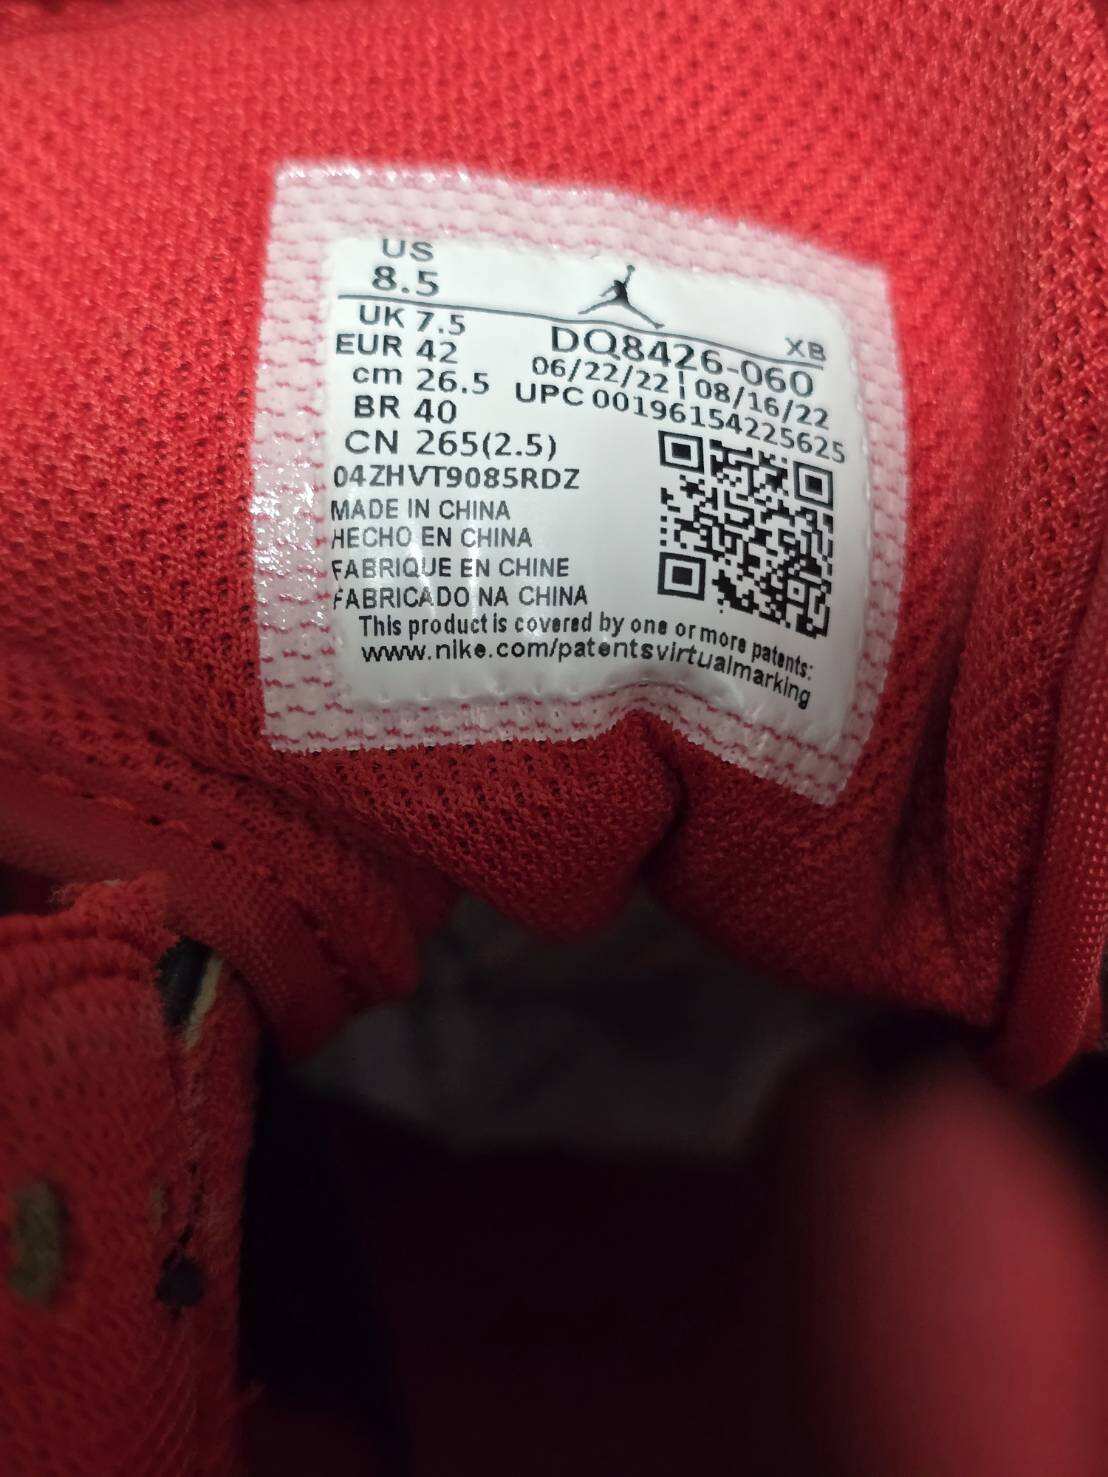 US
8.5
UK 7.5
EUR 42
cm 26.5
BR 40
CN 265(2.5)
04ZHVT9085RDZ
XB
DQ8426-060
06/22/22 | 08/16/22
UPC 00196154225625
MADE IN CHINA
HECHO EN CHINA
FABRIQUE EN CHINE
FABRICADO NA CHINA
This product is covered by one or more patents:
www.nike.com/patentsvirtualmarking